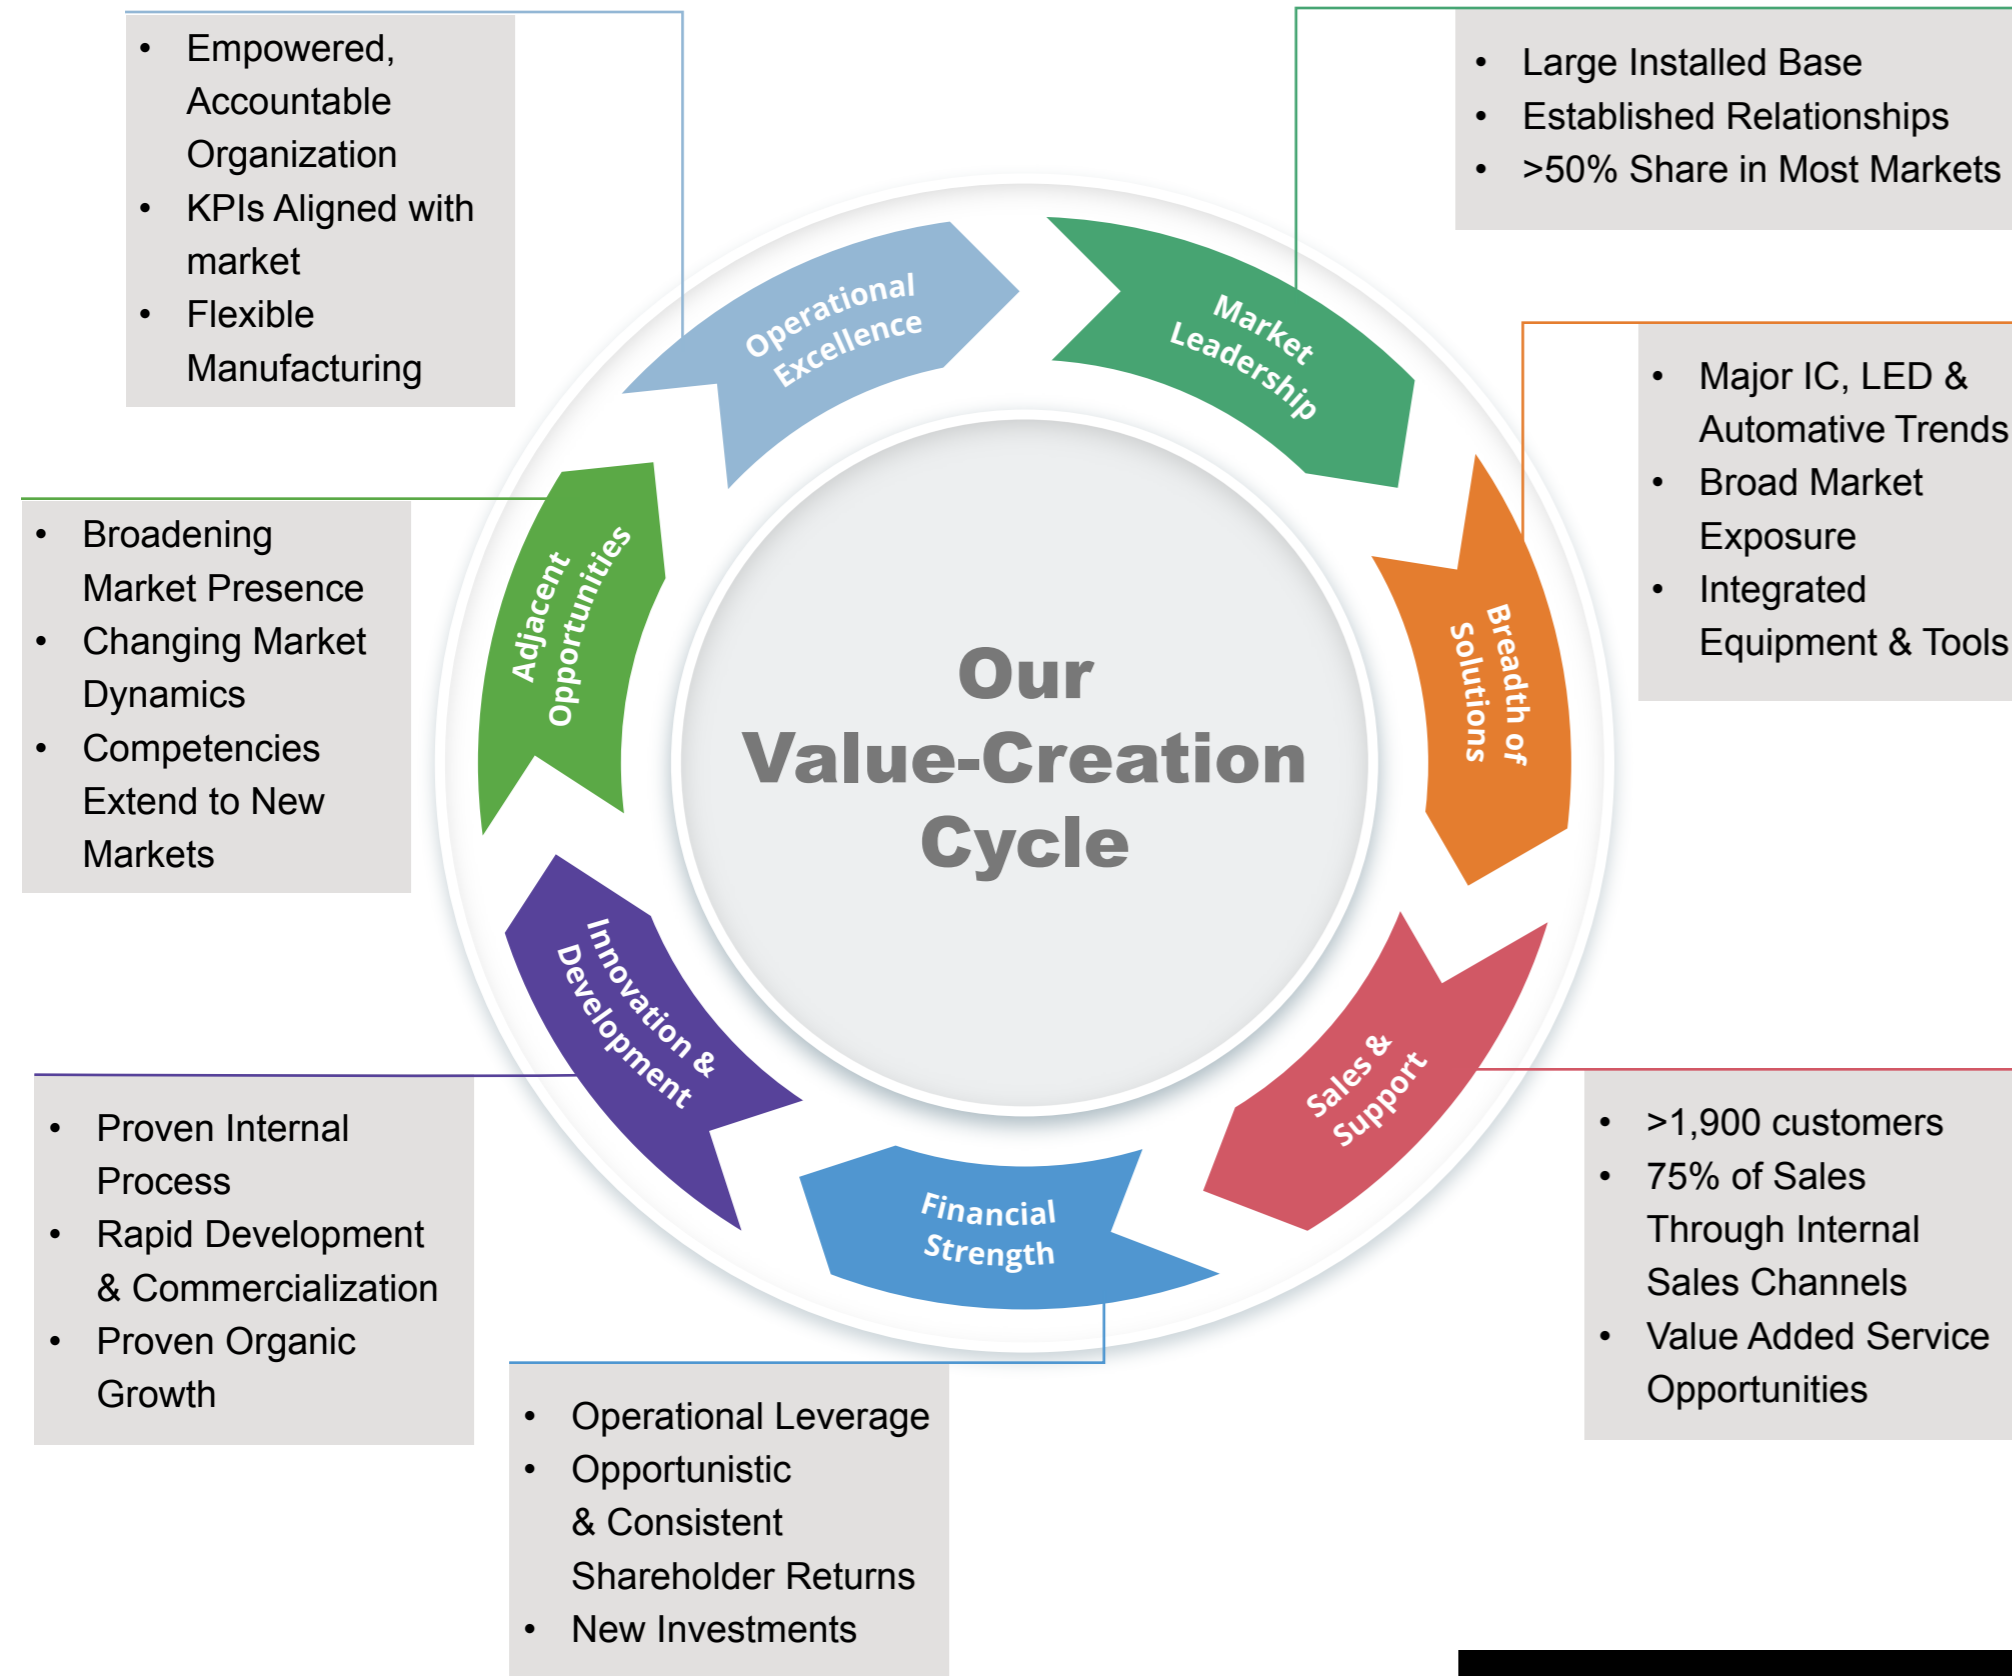 • Empowered,
Accountable
Organization
• KPIs Aligned with
market
• Flexible
Manufacturing
• Large Installed Base
• Established Relationships
• >50% Share in Most Markets
Operational
Excellence
Market
Leadership
• Major IC, LED &
Automative Trends
• Broad Market
Exposure
• Integrated
Equipment & Tools
• Broadening
Market Presence
• Changing Market
Dynamics
• Competencies
Extend to New
Markets
Adjacent
Opportunities
Breadth of
Solutions
Our
Value-Creation
Cycle
Innovation &
Development
Sales &
Support
Financial
Strength
• Proven Internal
Process
• Rapid Development
& Commercialization
• Proven Organic
Growth
• >1,900 customers
• 75% of Sales
Through Internal
Sales Channels
• Value Added Service
Opportunities
• Operational Leverage
• Opportunistic
& Consistent
Shareholder Returns
• New Investments